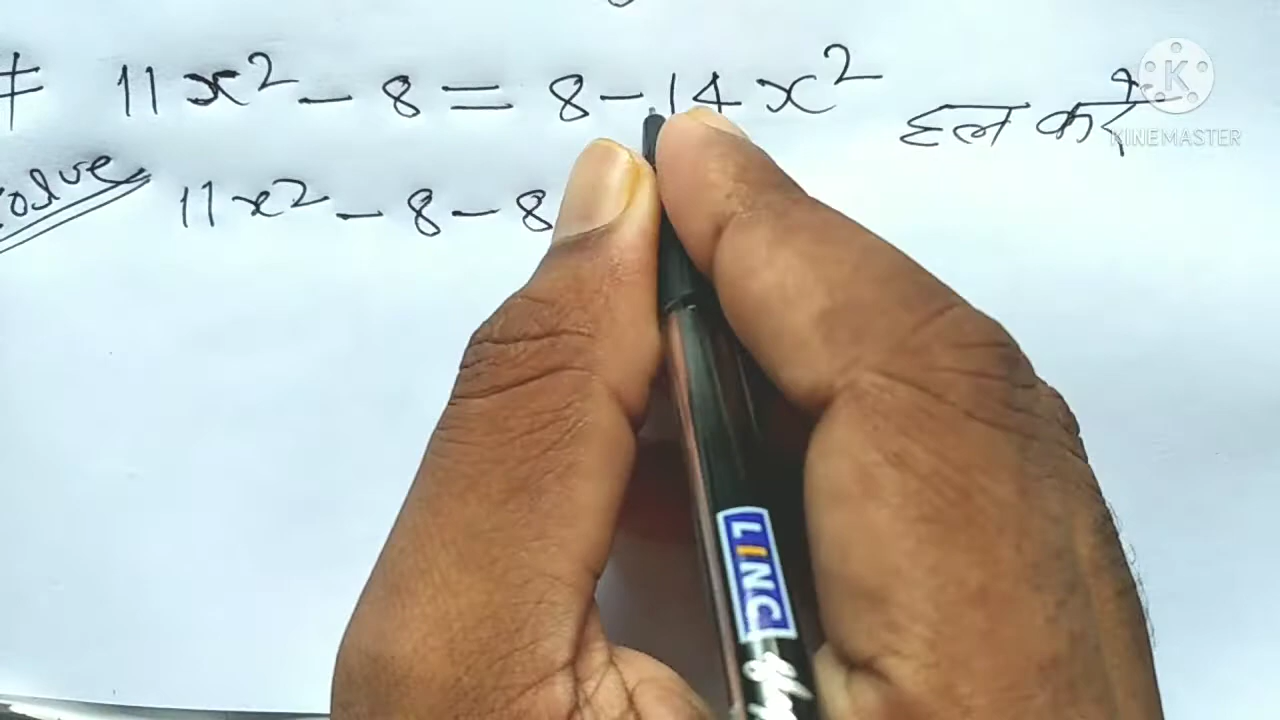 # 11x² - 8 = 8 - 14x² हल करें
solve 11x² - 8 - 8
K
KINEMASTER
LINC